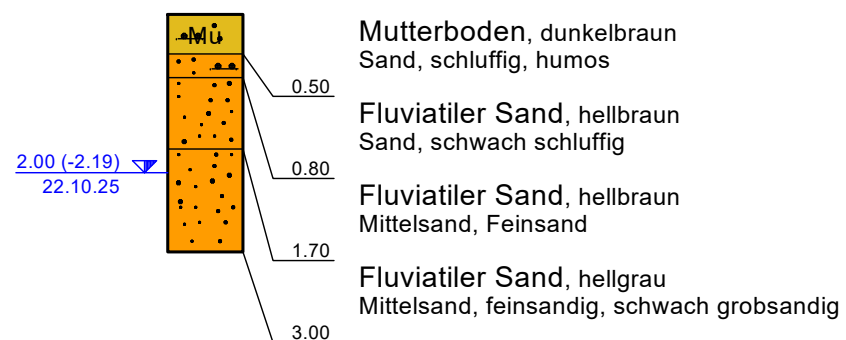 Mu
Mutterboden, dunkelbraun
Sand, schluffig, humos
0.50
Fluviatiler Sand, hellbraun
Sand, schwach schluffig
0.80
2.00 (-2.19)
22.10.25
Fluviatiler Sand, hellbraun
Mittelsand, Feinsand
1.70
Fluviatiler Sand, hellgrau
Mittelsand, feinsandig, schwach grobsandig
3.00